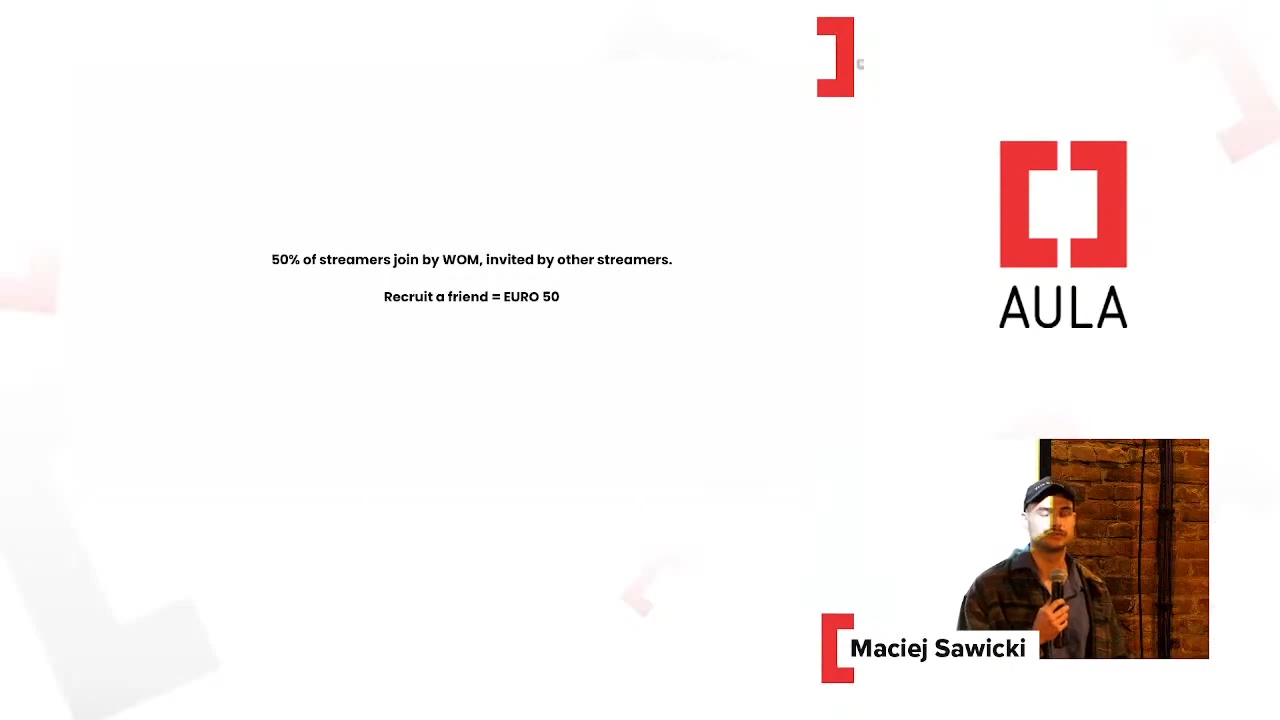 50% of streamers join by WOM, invited by other streamers.
Recruit a friend = EURO 50
AULA
Maciej Sawicki